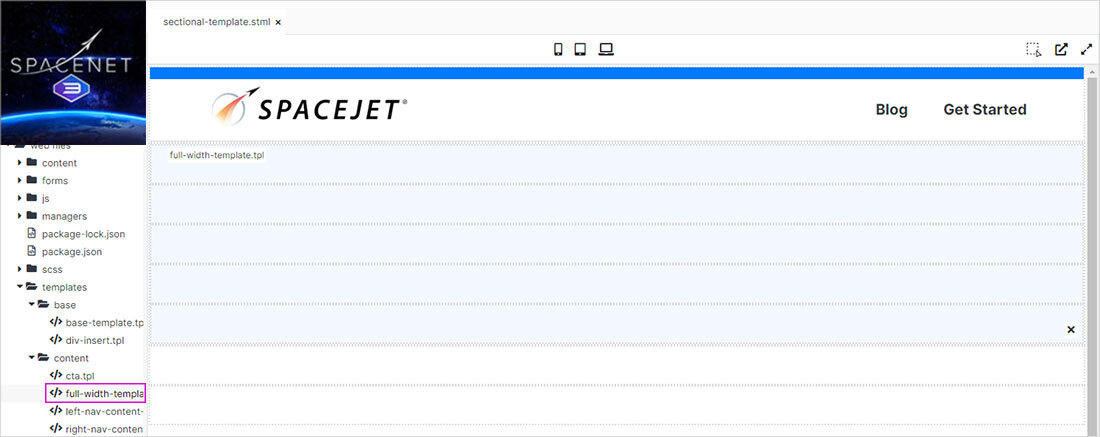 sectional-template.stml ×
SPACENET
3
SPACEJET®
Blog
Get Started
web files
content
forms
js
managers
package-lock.json
package.json
scss
templates
base
base-template.tp
div-insert.tpl
content
cta.tpl
full-width-templa
left-nav-content-
right-nav-conten
full-width-template.tpl
×